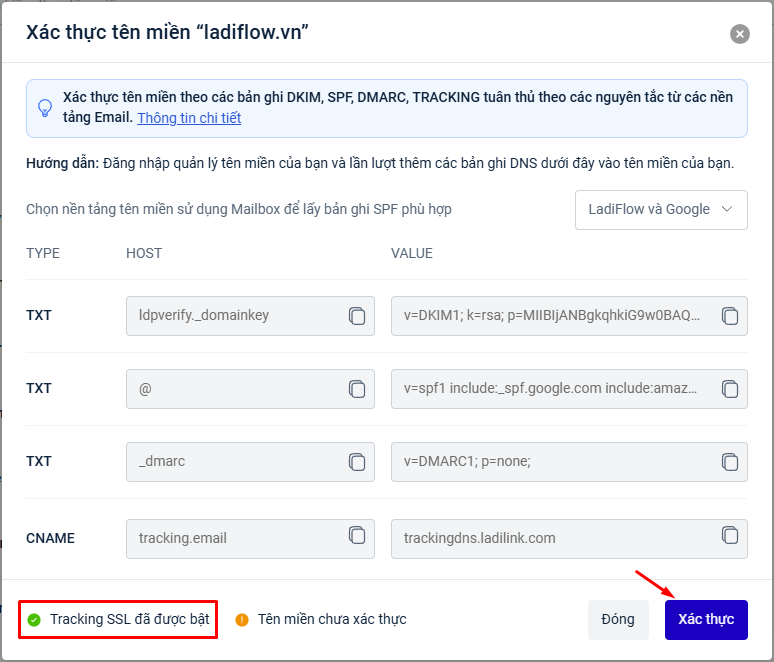 Xác thực tên miền “ladiflow.vn”
Xác thực tên miền theo các bản ghi DKIM, SPF, DMARC, TRACKING tuân thủ theo các nguyên tắc từ các nền
tảng Email. Thông tin chi tiết
Hướng dẫn: Đăng nhập quản lý tên miền của bạn và lần lượt thêm các bản ghi DNS dưới đây vào tên miền của bạn.
Chọn nền tảng tên miền sử dụng Mailbox để lấy bản ghi SPF phù hợp
LadiFlow và Google
TYPE HOST VALUE
TXT ldpverify._domainkey v=DKIM1; k=rsa; p=MIIBIjANBgkqhkiG9w0BAQ...
TXT @ v=spf1 include:_spf.google.com include:amaz...
TXT _dmarc v=DMARC1; p=none;
CNAME tracking.email trackingdns.ladilink.com
Tracking SSL đã được bật Tên miền chưa xác thực Đóng Xác thực